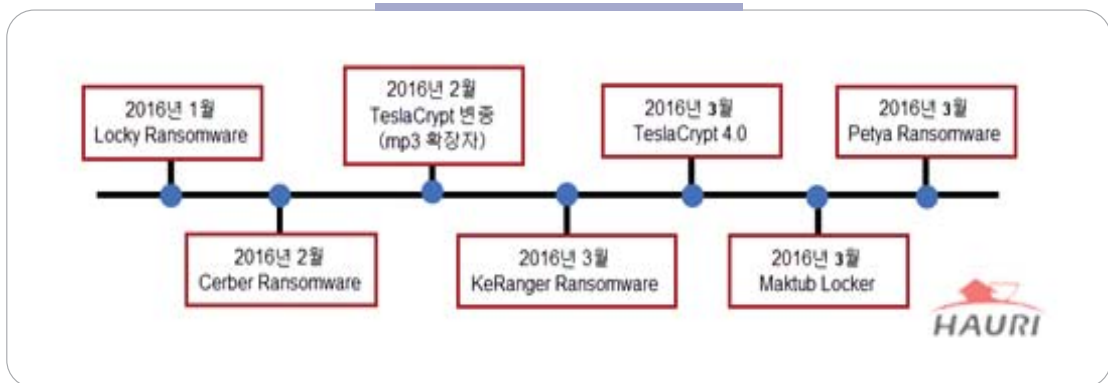 2016년 1월
Locky Ransomware
2016년 2월
Cerber Ransomware
2016년 2월
TeslaCrypt 변종
(mp3 확장자)
2016년 3월
KeRanger Ransomware
2016년 3월
TeslaCrypt 4.0
2016년 3월
Maktub Locker
2016년 3월
Petya Ransomware
HAURI